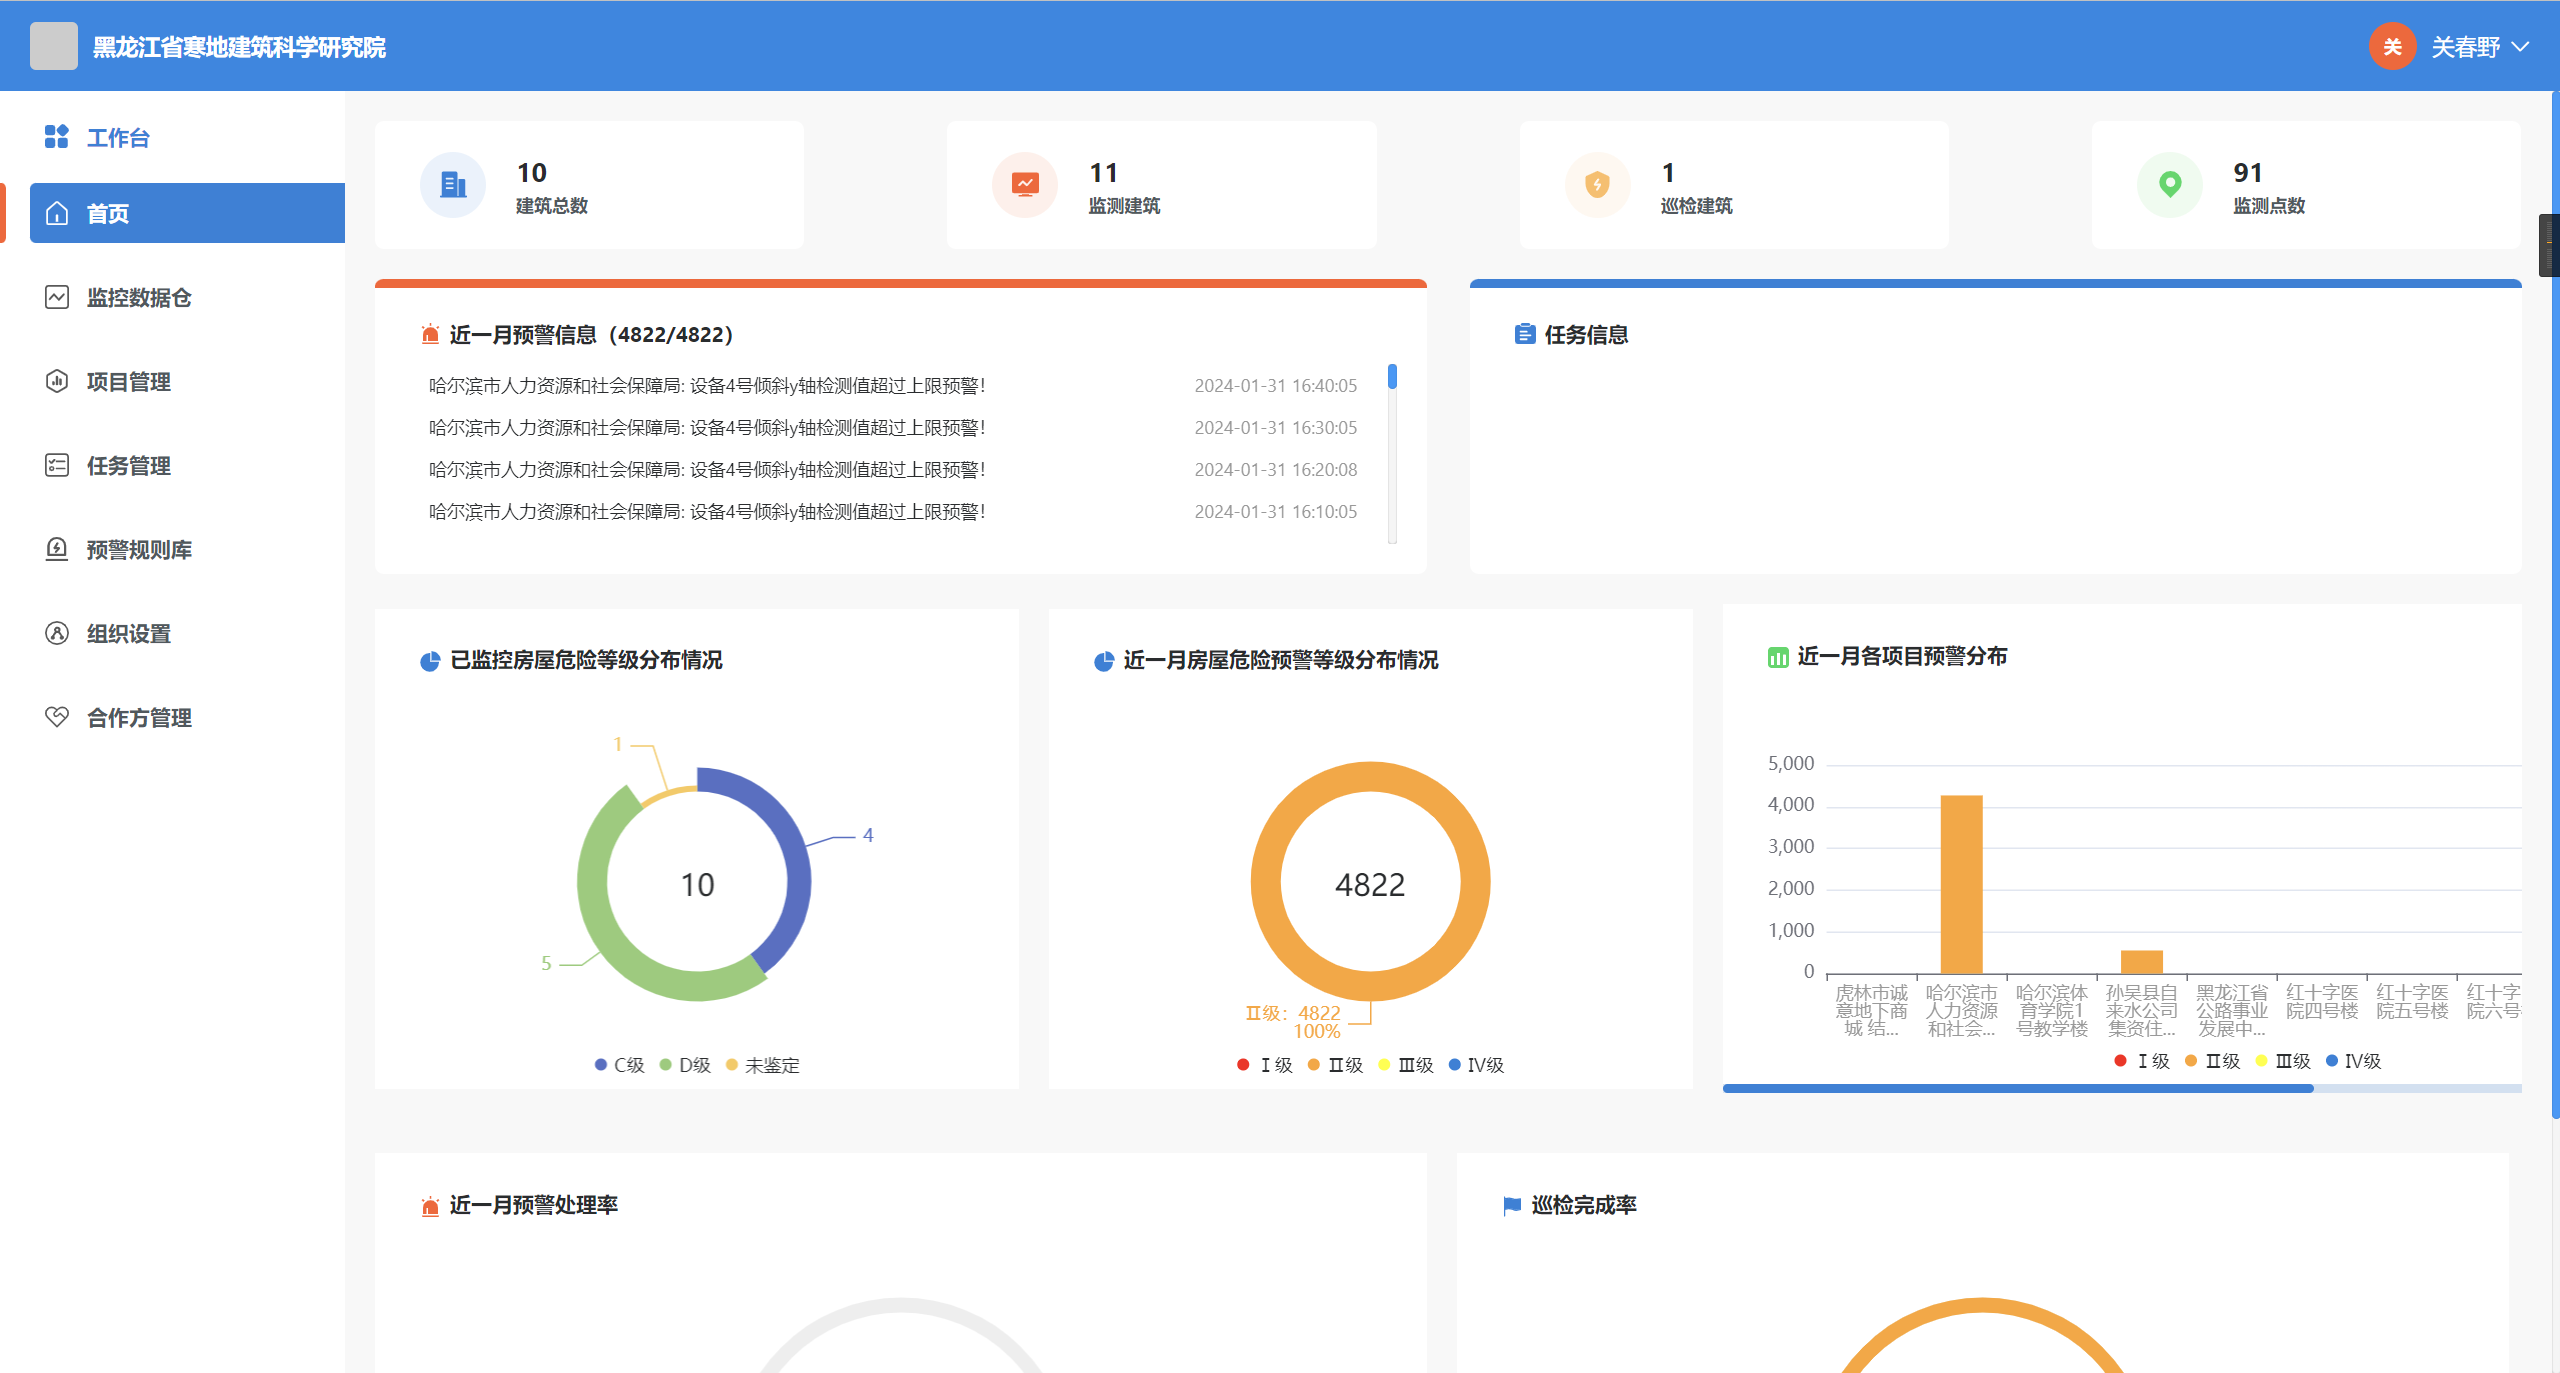 黑龙江省寒地建筑科学研究院
关
关春野
工作台
首页
监控数据仓
项目管理
任务管理
预警规则库
组织设置
合作方管理
10
建筑总数
11
监测建筑
1
巡检建筑
91
监测点数
近一月预警信息（4822/4822）
哈尔滨市人力资源和社会保障局: 设备4号倾斜y轴检测值超过上限预警! 2024-01-31 16:40:05
哈尔滨市人力资源和社会保障局: 设备4号倾斜y轴检测值超过上限预警! 2024-01-31 16:30:05
哈尔滨市人力资源和社会保障局: 设备4号倾斜y轴检测值超过上限预警! 2024-01-31 16:20:08
哈尔滨市人力资源和社会保障局: 设备4号倾斜y轴检测值超过上限预警! 2024-01-31 16:10:05
任务信息
已监控房屋危险等级分布情况
1
4
10
5
C级 D级 未鉴定
近一月房屋危险预警等级分布情况
4822
Ⅱ级：4822
100%
Ⅰ级 Ⅱ级 Ⅲ级 Ⅳ级
近一月各项目预警分布
5,000
4,000
3,000
2,000
1,000
0
虎林市诚
意地下商
城 结...
哈尔滨市
人力资源
和社会...
哈尔滨体
育学院1
号教学楼
孙吴县自
来水公司
集资住...
黑龙江省
公路事业
发展中...
红十字医
院四号楼
红十字医
院五号楼
红十字
院六号
Ⅰ级 Ⅱ级 Ⅲ级 Ⅳ级
近一月预警处理率
巡检完成率